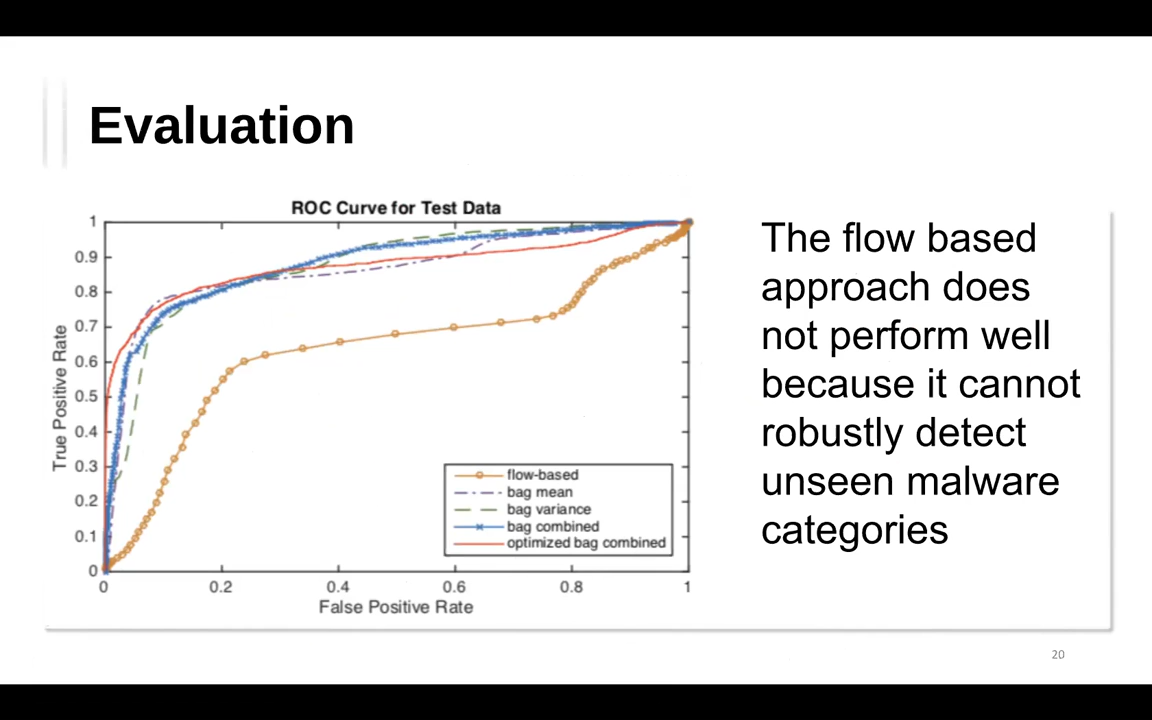 Evaluation
ROC Curve for Test Data
1
0.9
0.8
0.7
0.6
0.5
0.4
0.3
0.2
0.1
0
True Positive Rate
0
0.2
0.4
0.6
0.8
1
False Positive Rate
flow-based
bag mean
bag variance
bag combined
optimized bag combined
The flow based
approach does
not perform well
because it cannot
robustly detect
unseen malware
categories
20